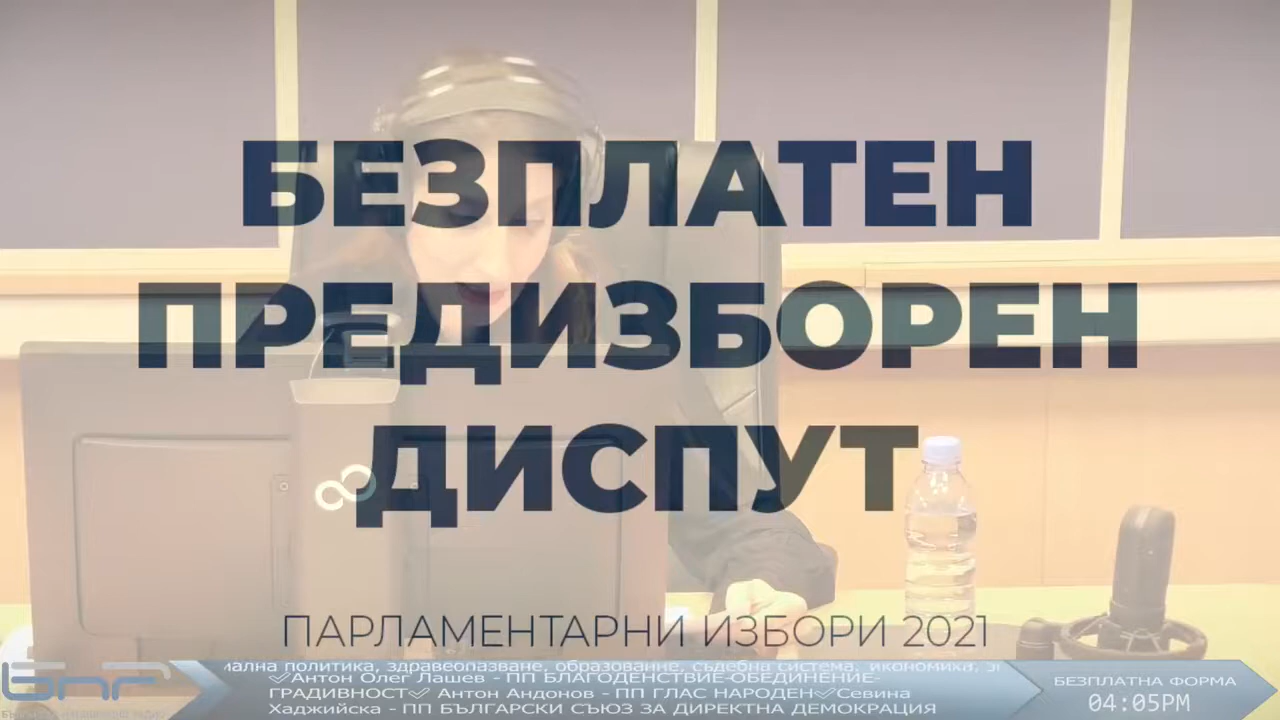 БЕЗПЛАТЕН
ПРЕДИЗБОРЕН
ДИСПУТ
ПАРЛАМЕНТАРНИ ИЗБОРИ 2021
политика, здравеопазване, образование, съдебна система, икономика,
Антон Олег Лашев - ПП БЛАГОДЕНСТВИЕ-ОБЕДИНЕНИЕ-
ГРАДИВНОСТ Антон Андонов - ПП ГЛАС НАРОДЕН Севина
Хаджийска - ПП БЪЛГАРСКИ СЪЮЗ ЗА ДИРЕКТНА ДЕМОКРАЦИЯ
БЕЗПЛАТНА ФОРМА
04:05PM
бнр